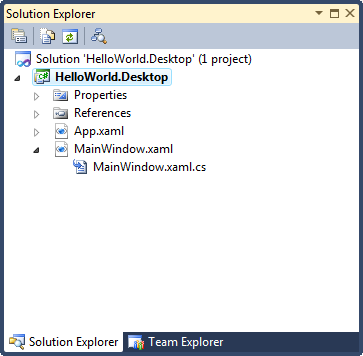 Solution Explorer
Solution 'HelloWorld.Desktop' (1 project)
HelloWorld.Desktop
Properties
References
App.xaml
MainWindow.xaml
MainWindow.xaml.cs
Solution Explorer Team Explorer